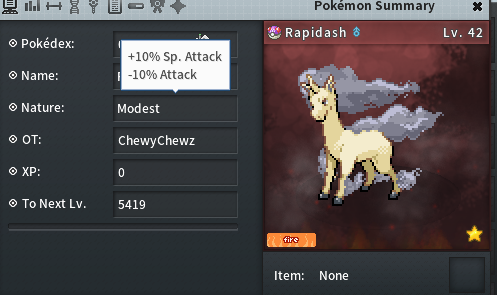 Pokémon Summary
Pokédex:
+10% Sp. Attack
-10% Attack
Name:
Nature: Modest
OT: ChewyChewz
XP: 0
To Next Lv. 5419
Rapidash Lv. 42
fire
Item: None